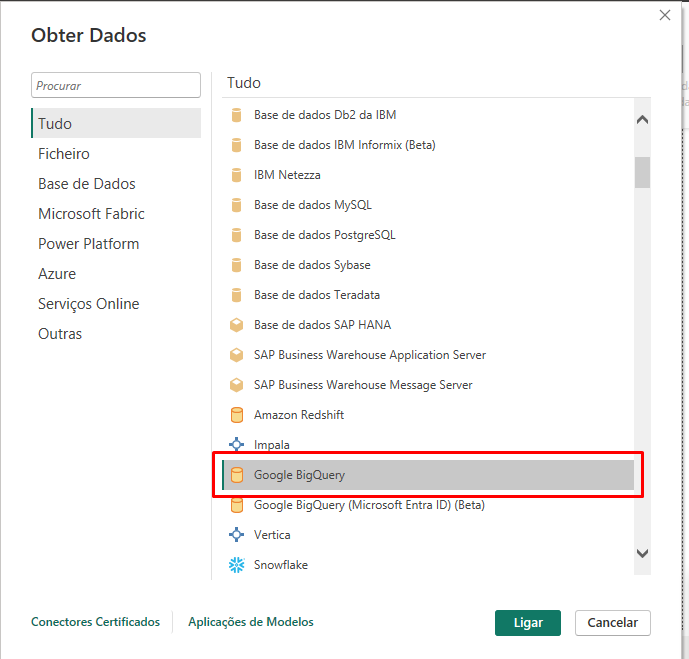 Obter Dados
Procurar
Tudo
Ficheiro
Base de Dados
Microsoft Fabric
Power Platform
Azure
Serviços Online
Outras
Tudo
Base de dados Db2 da IBM
Base de dados IBM Informix (Beta)
IBM Netezza
Base de dados MySQL
Base de dados PostgreSQL
Base de dados Sybase
Base de dados Teradata
Base de dados SAP HANA
SAP Business Warehouse Application Server
SAP Business Warehouse Message Server
Amazon Redshift
Impala
Google BigQuery
Google BigQuery (Microsoft Entra ID) (Beta)
Vertica
Snowflake
Conectores Certificados
Aplicações de Modelos
Ligar
Cancelar